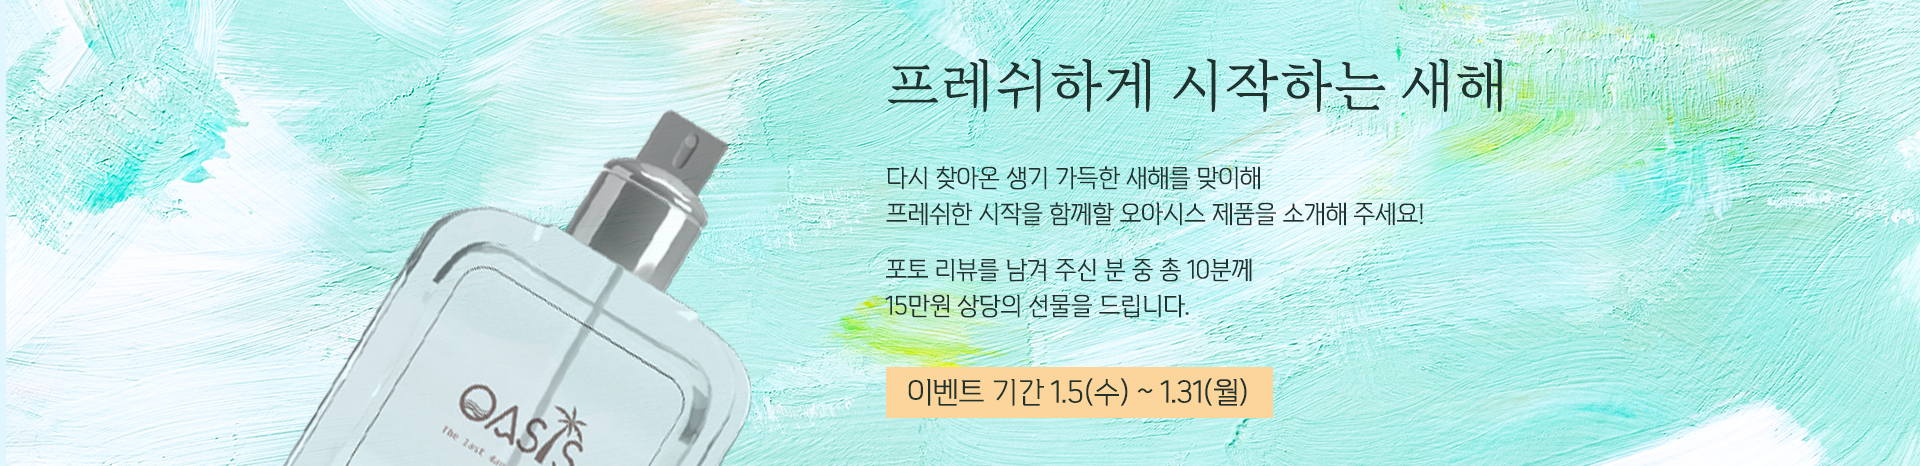 프레쉬하게 시작하는 새해
다시 찾아온 생기 가득한 새해를 맞이해
프레쉬한 시작을 함께할 오아시스 제품을 소개해 주세요!
포토 리뷰를 남겨 주신 분 중 총 10분께
15만원 상당의 선물을 드립니다.
이벤트 기간 1.5(수) ~ 1.31(월)
OASIS
The last